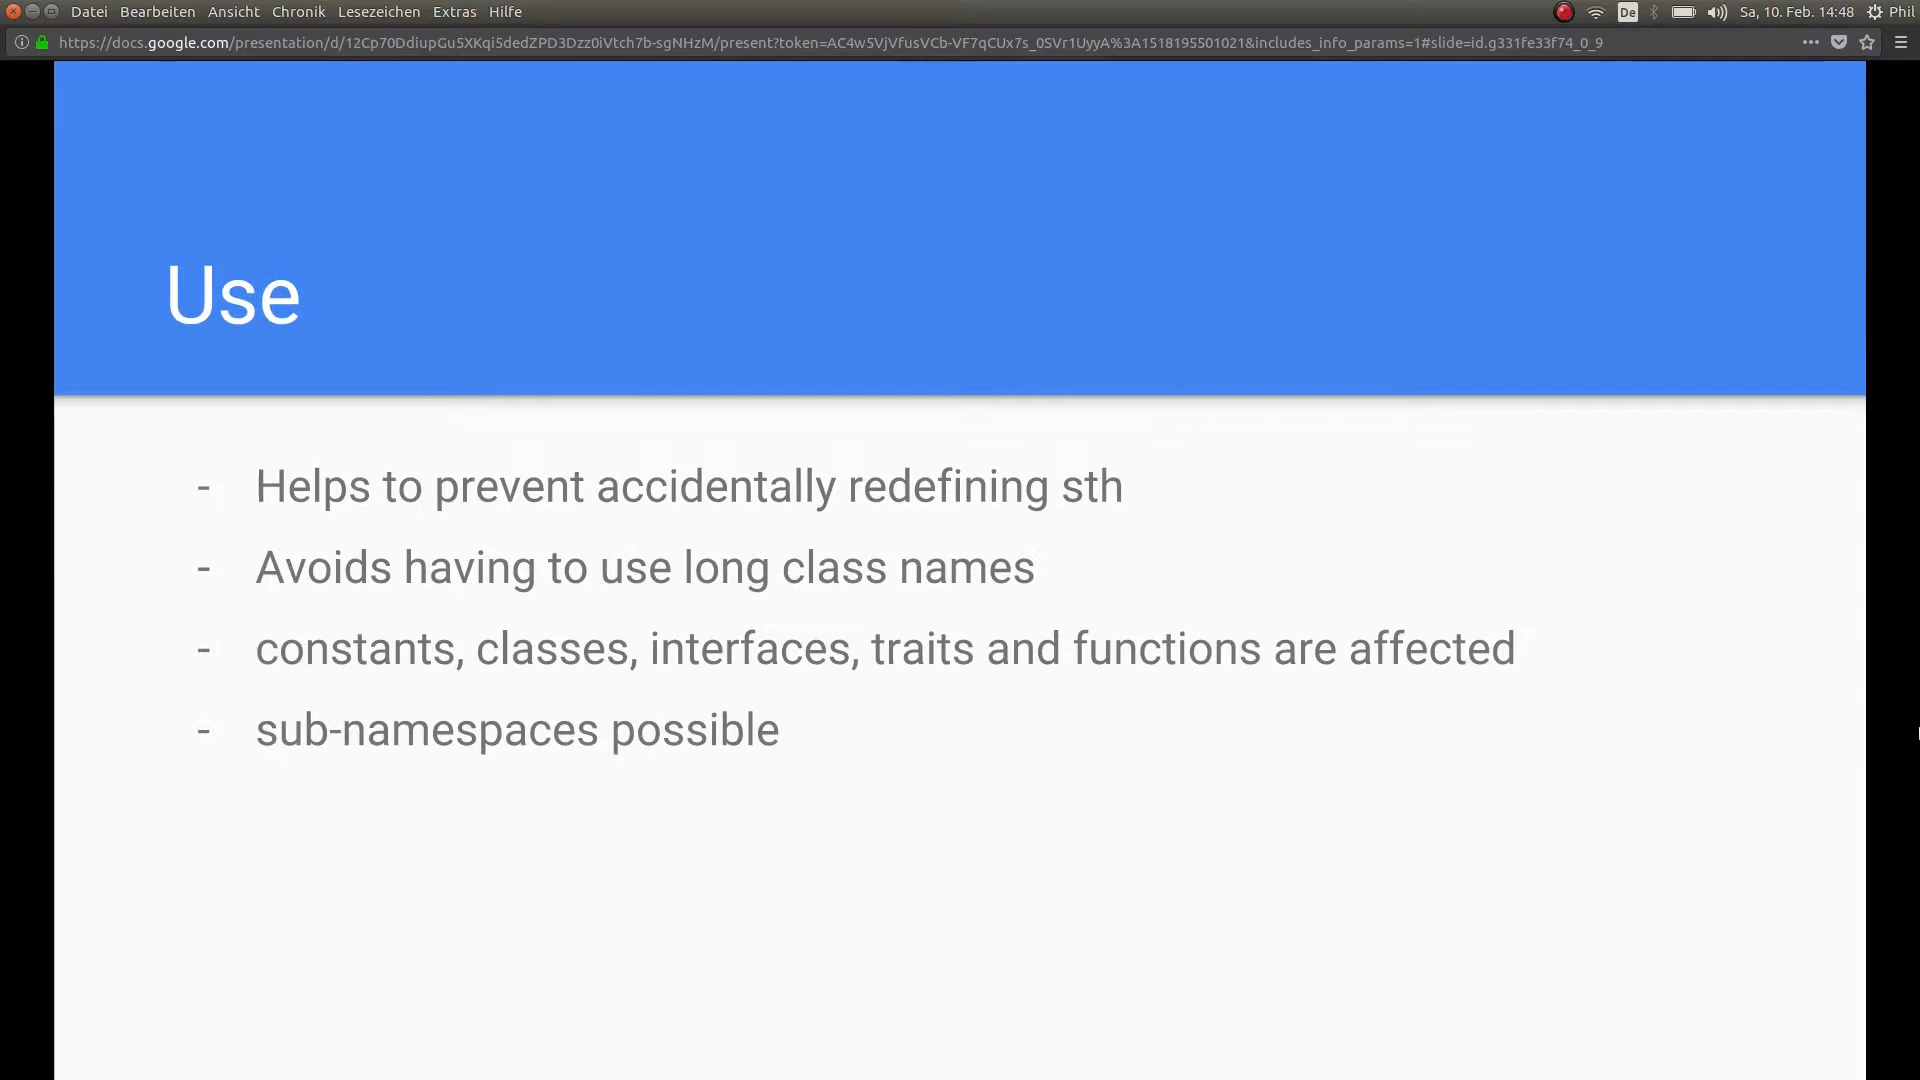 Datei Bearbeiten Ansicht Chronik Lesezeichen Extras Hilfe De Sa, 10. Feb. 14:48 Phil
https://docs.google.com/presentation/d/12Cp70DdiupGu5XKqi5dedZPD3Dzz0iVtch7b-sgNHzM/present?token=AC4w5VjVfusVCb-VF7qCUx7s_0SVr1UyyA%3A1518195501021&includes_info_params=1#slide=id.g331fe33f74_0_9
Use
- Helps to prevent accidentally redefining sth
- Avoids having to use long class names
- constants, classes, interfaces, traits and functions are affected
- sub-namespaces possible